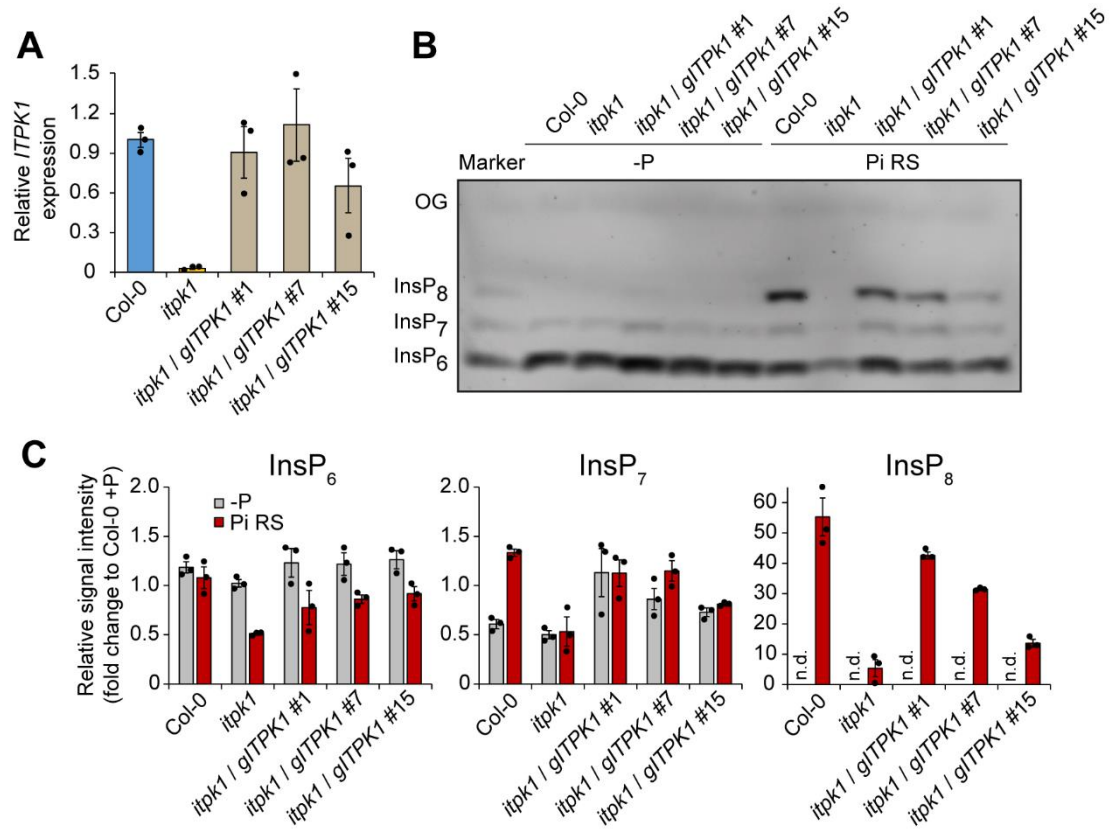 A
Relative ITPK1
expression
1.5
1.2
0.9
0.6
0.3
0
Col-0
itpk1
itpk1 / gITPK1 #1
itpk1 / gITPK1 #7
itpk1 / gITPK1 #15
B
Col-0
itpk1
itpk1 / gITPK1 #1
itpk1 / gITPK1 #7
itpk1 / gITPK1 #15
Col-0
itpk1
itpk1 / gITPK1 #1
itpk1 / gITPK1 #7
itpk1 / gITPK1 #15
Marker
-P
Pi RS
OG
InsP8
InsP7
InsP6
C
Relative signal intensity
(fold change to Col-0 +P)
InsP6
2.0
1.5
1.0
0.5
0
-P
Pi RS
Col-0
itpk1
itpk1 / gITPK1 #1
itpk1 / gITPK1 #7
itpk1 / gITPK1 #15
InsP7
2.0
1.5
1.0
0.5
0
Col-0
itpk1
itpk1 / gITPK1 #1
itpk1 / gITPK1 #7
itpk1 / gITPK1 #15
InsP8
60
50
40
30
20
10
0
n.d.
n.d.
n.d.
n.d.
n.d.
Col-0
itpk1
itpk1 / gITPK1 #1
itpk1 / gITPK1 #7
itpk1 / gITPK1 #15